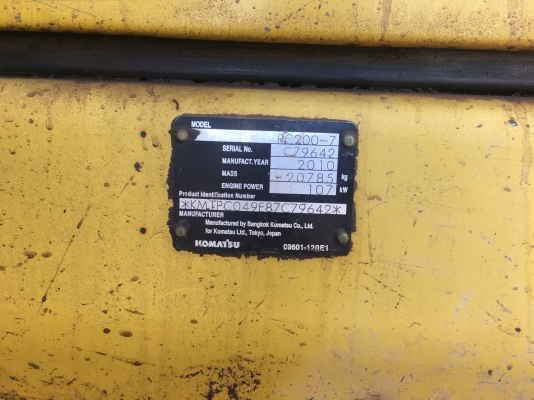 MODEL PC200-7
SERIAL No. C79642
MANUFACT.YEAR 2010
MASS 20785 kg
ENGINE POWER 107 kW
Product Identification Number
*KMTPC049E87C79642*
MANUFACTURER
Manufactured by Bangkok Komatsu Co., Ltd.
for Komatsu Ltd., Tokyo, Japan
KOMATSU 09601-120E1